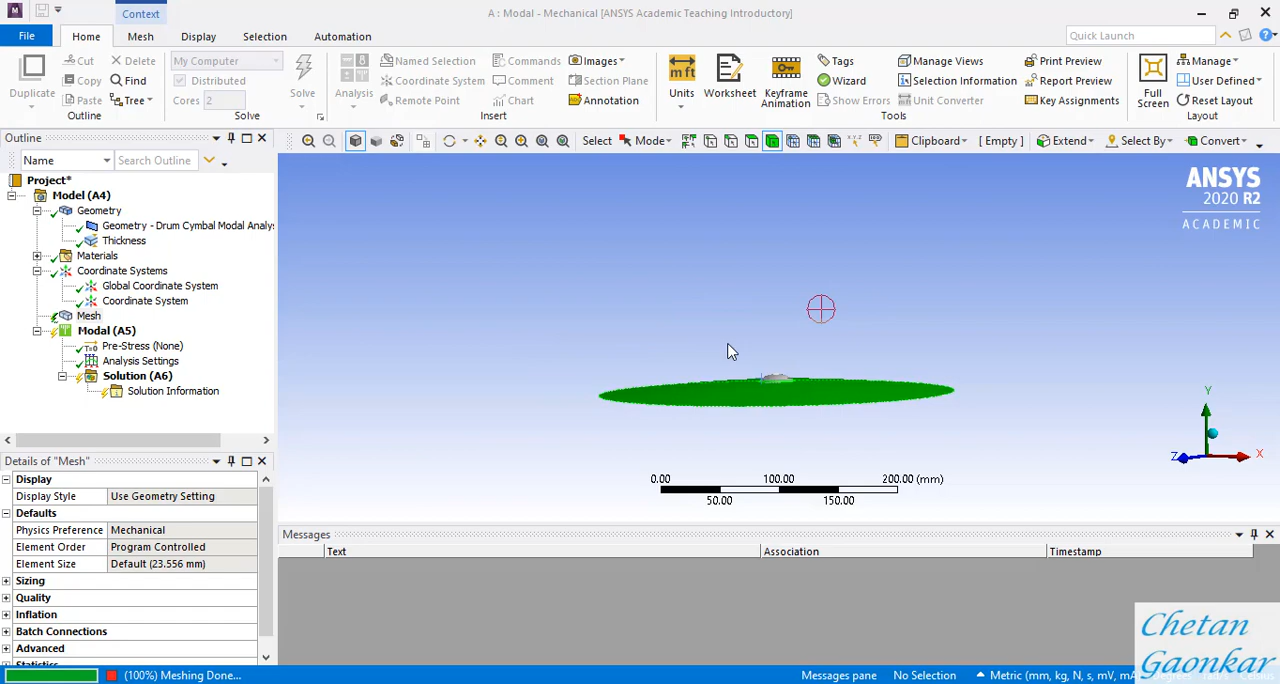 Context
A : Modal - Mechanical [ANSYS Academic Teaching Introductory]
File Home Mesh Display Selection Automation Quick Launch
Duplicate Cut Delete
Copy Find
Paste Tree
Outline
My Computer
Distributed
Cores 2
Solve
Solve
Analysis
Named Selection Commands Images
Coordinate System Comment Section Plane
Remote Point Chart Annotation
Insert
Units Worksheet Keyframe Animation
Tags Manage Views Print Preview
Wizard Selection Information Report Preview
Show Errors Unit Converter Key Assignments
Tools
Full Screen
Manage
User Defined
Reset Layout
Layout
Outline
Name Search Outline
Select Mode Clipboard [ Empty ] Extend Select By Convert
Project*
Model (A4)
Geometry
Geometry - Drum Cymbal Modal Analys
Thickness
Materials
Coordinate Systems
Global Coordinate System
Coordinate System
Mesh
Modal (A5)
Pre-Stress (None)
Analysis Settings
Solution (A6)
Solution Information
ANSYS
2020 R2
ACADEMIC
Y
Z X
0.00 100.00 200.00 (mm)
50.00 150.00
Details of "Mesh"
Display
Display Style Use Geometry Setting
Defaults
Physics Preference Mechanical
Element Order Program Controlled
Element Size Default (23.556 mm)
Sizing
Quality
Inflation
Batch Connections
Advanced
Statistics
Messages
Text Association Timestamp
(100%) Meshing Done... Messages pane No Selection Metric (mm, kg, N, s, mV, mA
Chetan
Gaonkar